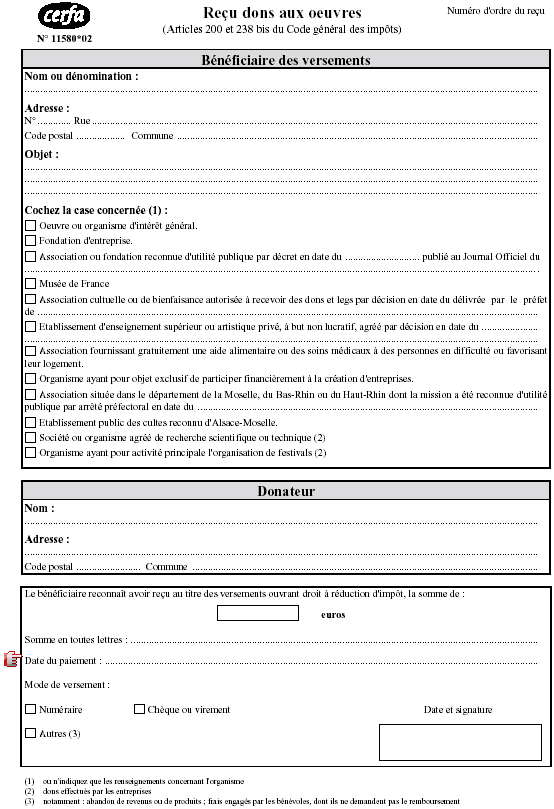 cerfa
N° 11580*02
Reçu dons aux oeuvres
(Articles 200 et 238 bis du Code général des impôts)
Numéro d'ordre du reçu
Bénéficiaire des versements
Nom ou dénomination :
Adresse :
N° ............ Rue ............
Code postal ............ Commune ............
Objet :
Cochez la case concernée (1) :
Oeuvre ou organisme d'intérêt général.
Fondation d'entreprise.
Association ou fondation reconnue d'utilité publique par décret en date du ............ publié au Journal Officiel du
............
Musée de France
Association cultuelle ou de bienfaisance autorisée à recevoir des dons et legs par décision en date du délivrée par le préfet
de ............
Etablissement d'enseignement supérieur ou artistique privé, à but non lucratif, agréé par décision en date du ............
............
Association fournissant gratuitement une aide alimentaire ou des soins médicaux à des personnes en difficulté ou favorisant
leur logement.
Organisme ayant pour objet exclusif de participer financièrement à la création d'entreprises.
Association située dans le département de la Moselle, du Bas-Rhin ou du Haut-Rhin dont la mission a été reconnue d'utilité
publique par arrêté préfectoral en date du ............
Etablissement public des cultes reconnu d'Alsace-Moselle.
Société ou organisme agréé de recherche scientifique ou technique (2)
Organisme ayant pour activité principale l'organisation de festivals (2)
Donateur
Nom :
Adresse :
Code postal ............ Commune ............
Le bénéficiaire reconnaît avoir reçu au titre des versements ouvrant droit à réduction d'impôt, la somme de :
euros
Somme en toutes lettres : ............
Date du paiement : ............
Mode de versement :
Numéraire Chèque ou virement Date et signature
Autres (3)
(1) ou n'indiquez que les renseignements concernant l'organisme
(2) dons effectués par les entreprises
(3) notamment : abandon de revenus ou de produits ; frais engagés par les bénévoles, dont ils ne demandent pas le remboursement